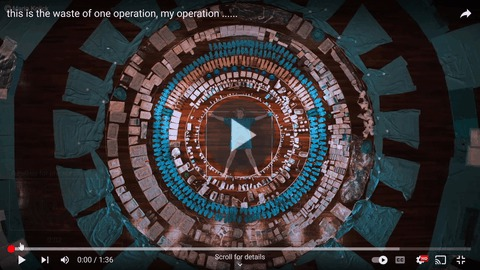 this is the waste of one operation, my operation ......
Scroll for details
0:00 / 1:36